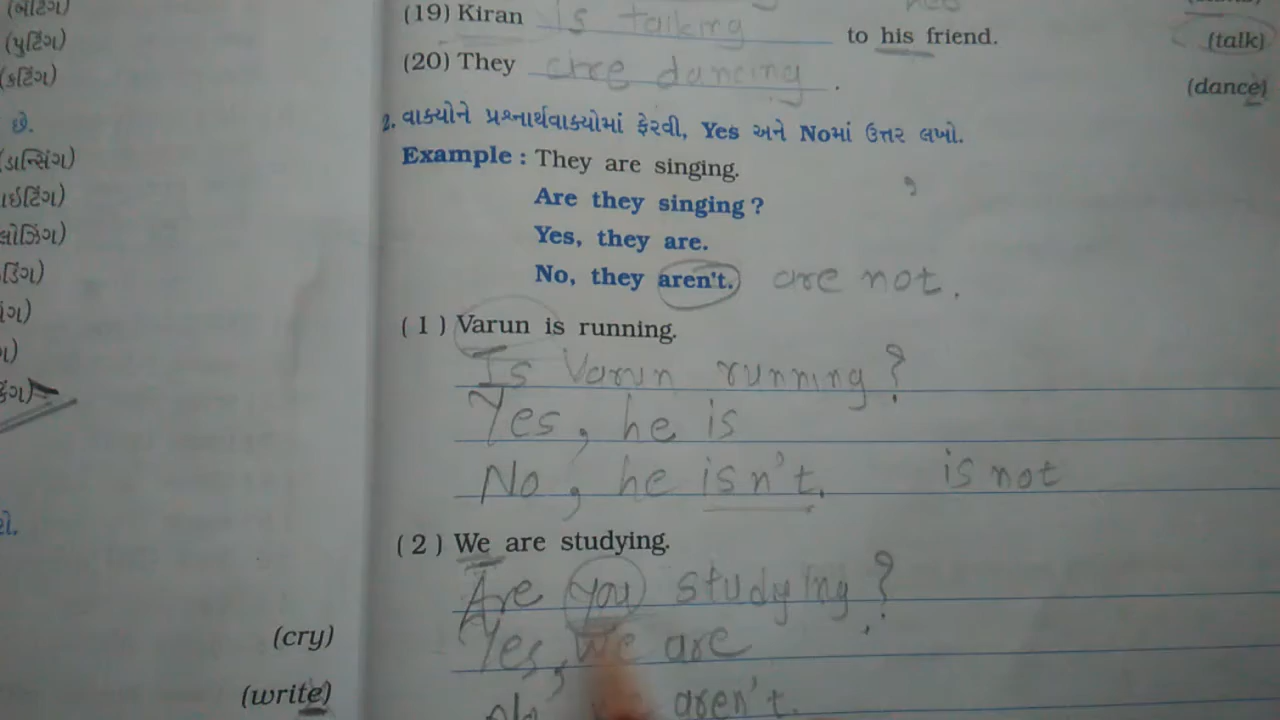 (બેટિંગ)
(પુટિંગ)
(કટિંગ)
છે.
(ડાન્સિંગ)
(cry)
(write)
(19) Kiran is talking to his friend. (talk)
(20) They are dancing. (dance)
2. વાક્યોને પ્રશ્નાર્થવાક્યોમાં ફેરવી, Yes અને Noમાં ઉત્તર લખો.
Example : They are singing.
Are they singing ?
Yes, they are.
No, they aren't. are not.
( 1 ) Varun is running.
Is Varun running ?
Yes, he is
No, he isn't. is not
( 2 ) We are studying.
Are you studying ?
Yes, we are
No, aren't.